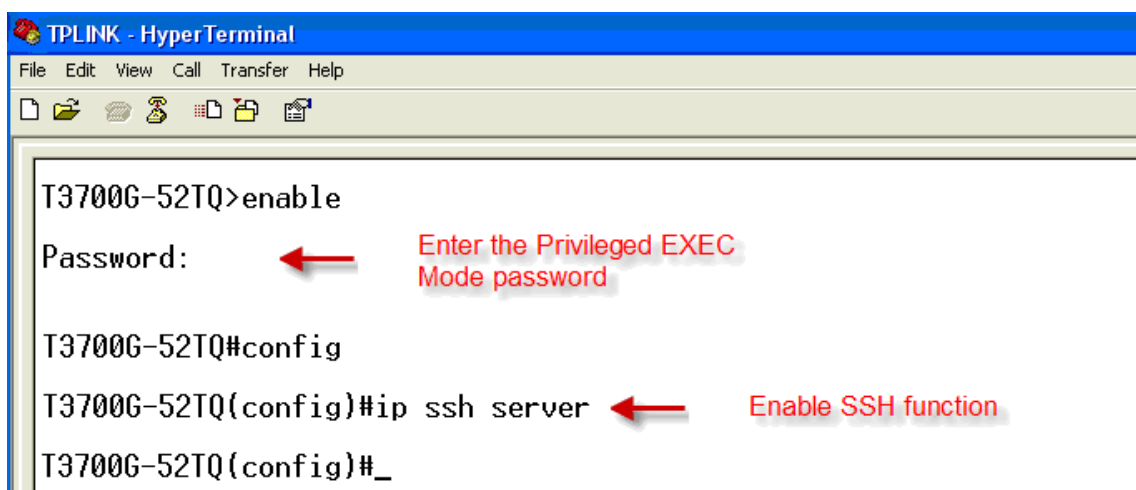 TPLINK - HyperTerminal
File Edit View Call Transfer Help
T3700G-52TQ>enable
Password:
Enter the Privileged EXEC
Mode password
T3700G-52TQ#config
T3700G-52TQ(config)#ip ssh server
Enable SSH function
T3700G-52TQ(config)#_